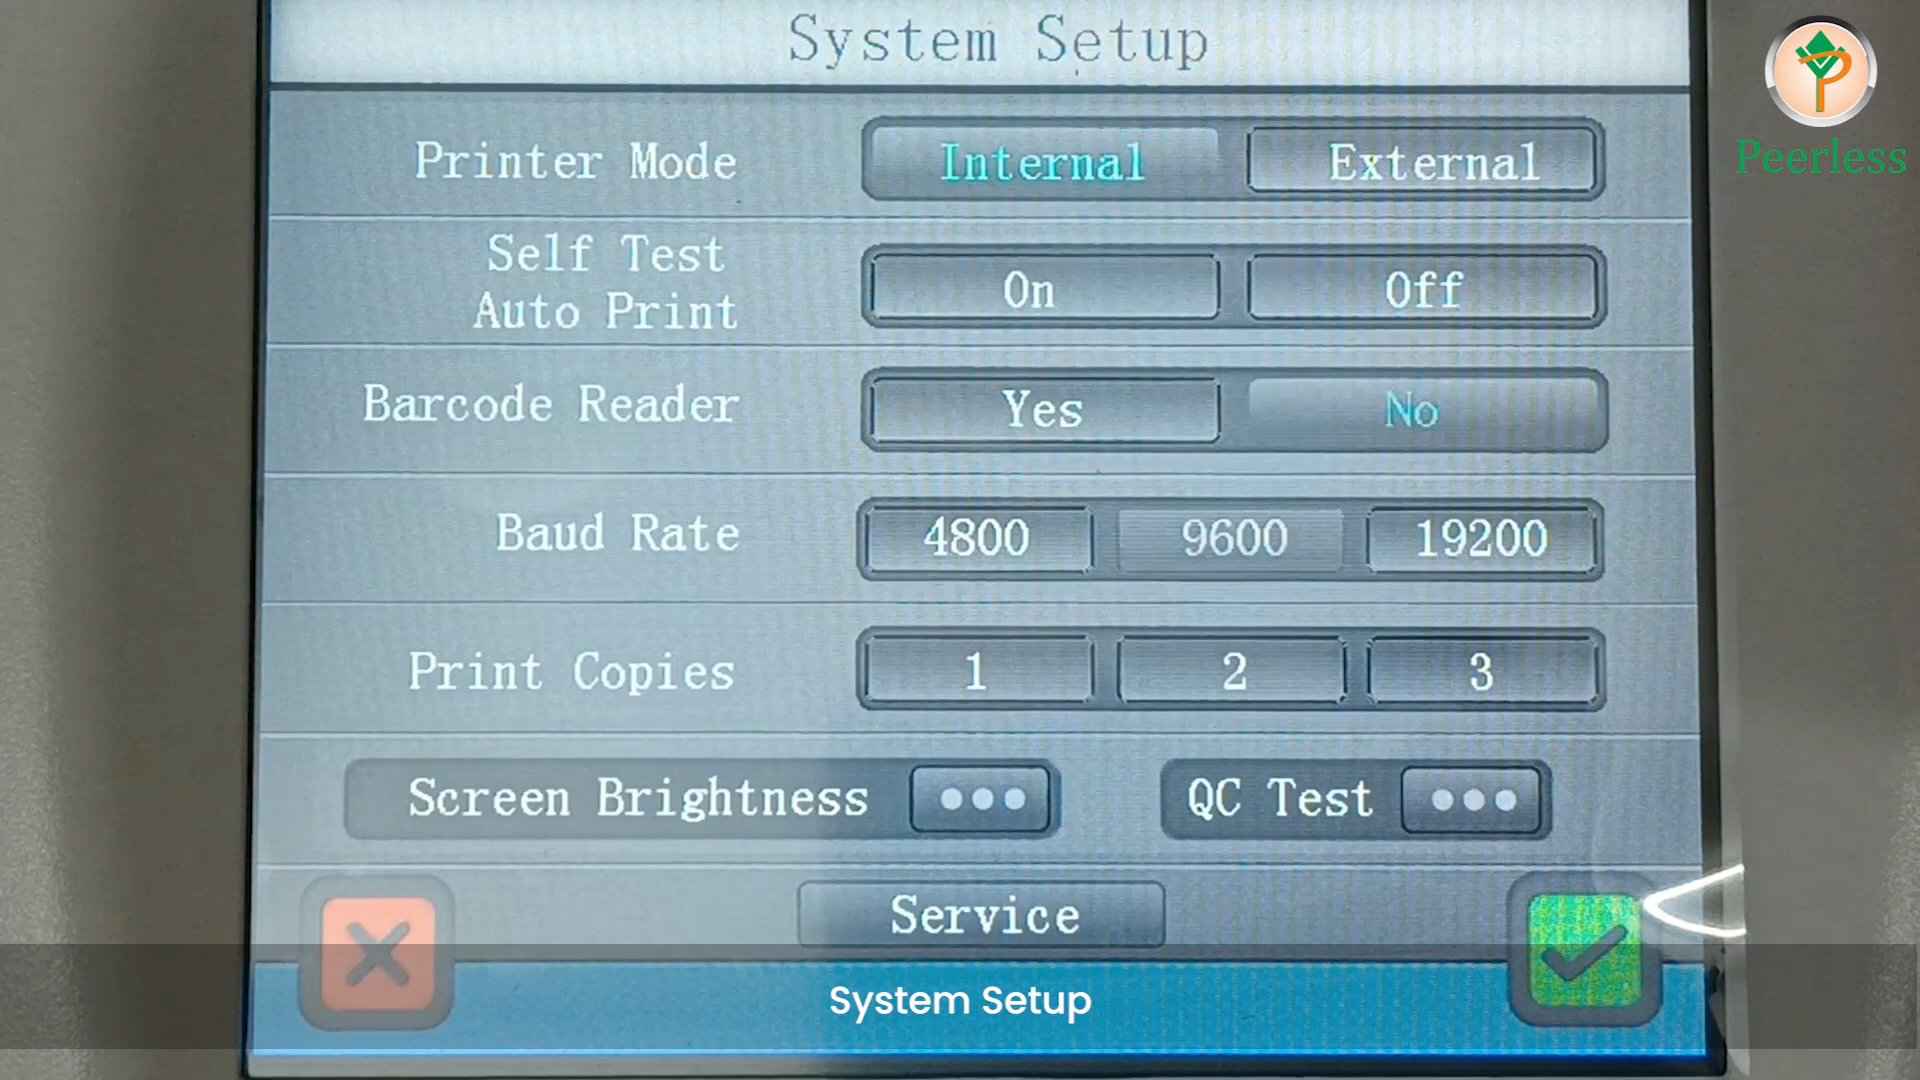 System Setup
Peerless
Printer Mode Internal External
Self Test
Auto Print On Off
Barcode Reader Yes No
Baud Rate 4800 9600 19200
Print Copies 1 2 3
Screen Brightness QC Test
Service
System Setup